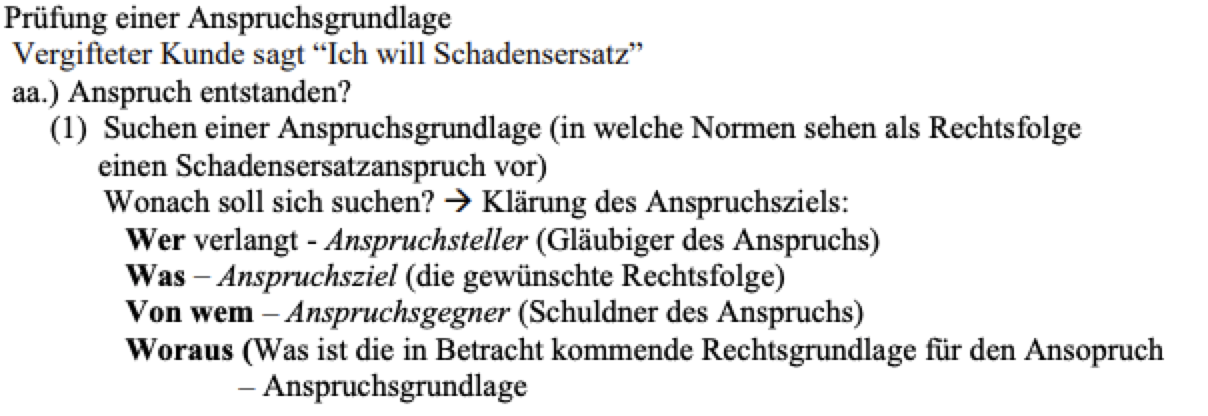 Prüfung einer Anspruchsgrundlage
Vergifteter Kunde sagt “Ich will Schadensersatz”
aa.) Anspruch entstanden?
(1) Suchen einer Anspruchsgrundlage (in welche Normen sehen als Rechtsfolge
einen Schadensersatzanspruch vor)
Wonach soll sich suchen? → Klärung des Anspruchsziels:
Wer verlangt - Anspruchsteller (Gläubiger des Anspruchs)
Was – Anspruchsziel (die gewünschte Rechtsfolge)
Von wem – Anspruchsgegner (Schuldner des Anspruchs)
Woraus (Was ist die in Betracht kommende Rechtsgrundlage für den Ansopruch
– Anspruchsgrundlage